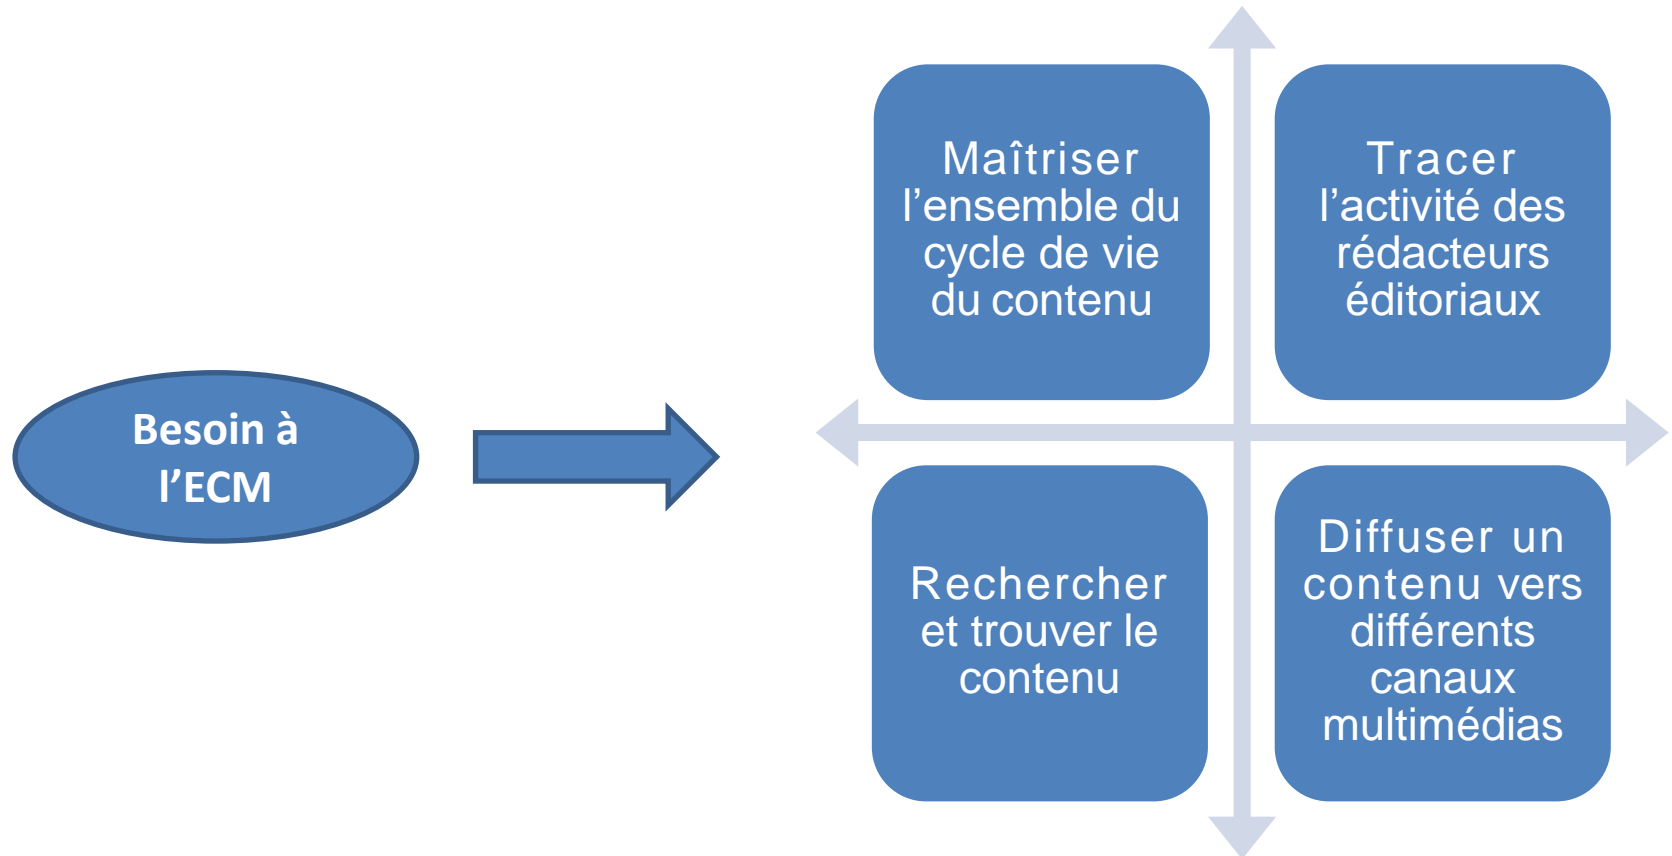 Besoin à
l’ECM
Maîtriser
l’ensemble du
cycle de vie
du contenu
Tracer
l’activité des
rédacteurs
éditoriaux
Rechercher
et trouver le
contenu
Diffuser un
contenu vers
différents
canaux
multimédias